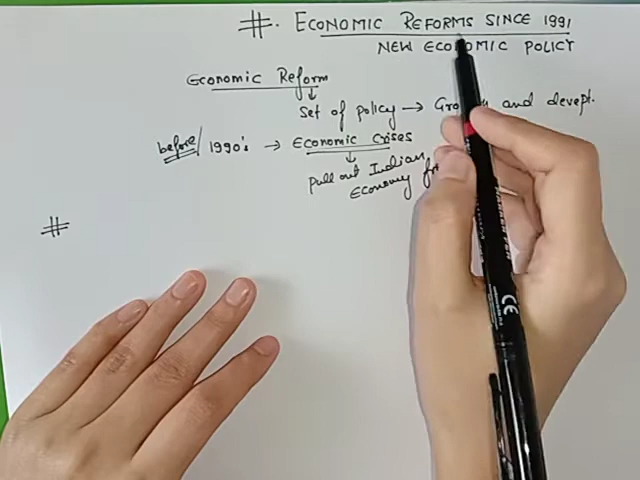 #. ECONOMIC REFORMS SINCE 1991
NEW ECONOMIC POLICY
Economic Reform
↓
Set of policy → and devept.
before/1990's → Economic Crises
↓
Pull out Indian
Economy
#
CE